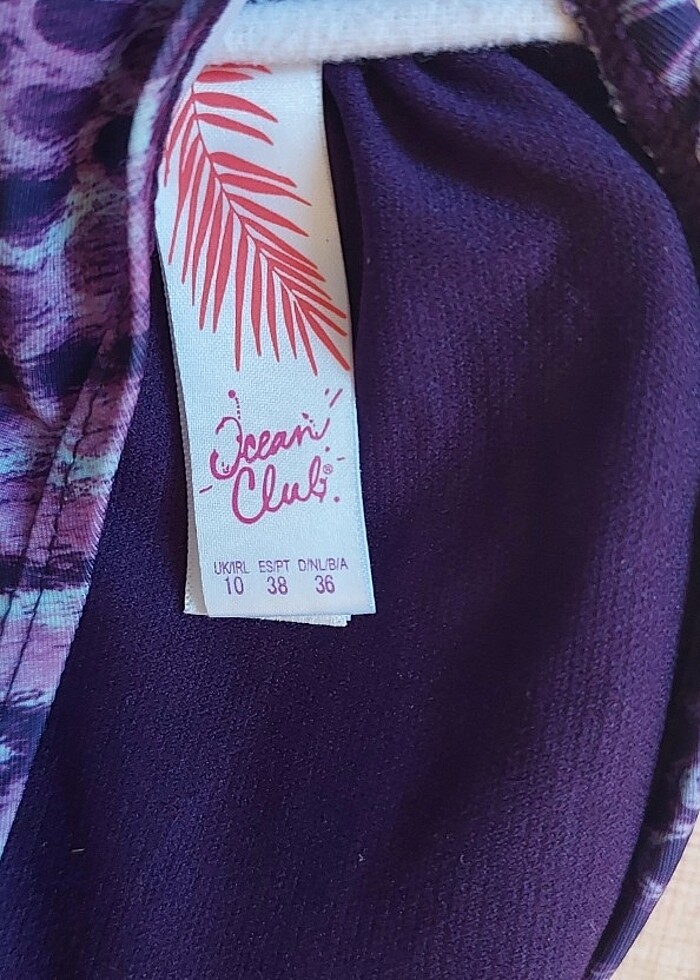 Ocean
Club®.
UK/IRL ES/PT D/NL/B/A
10 38 36